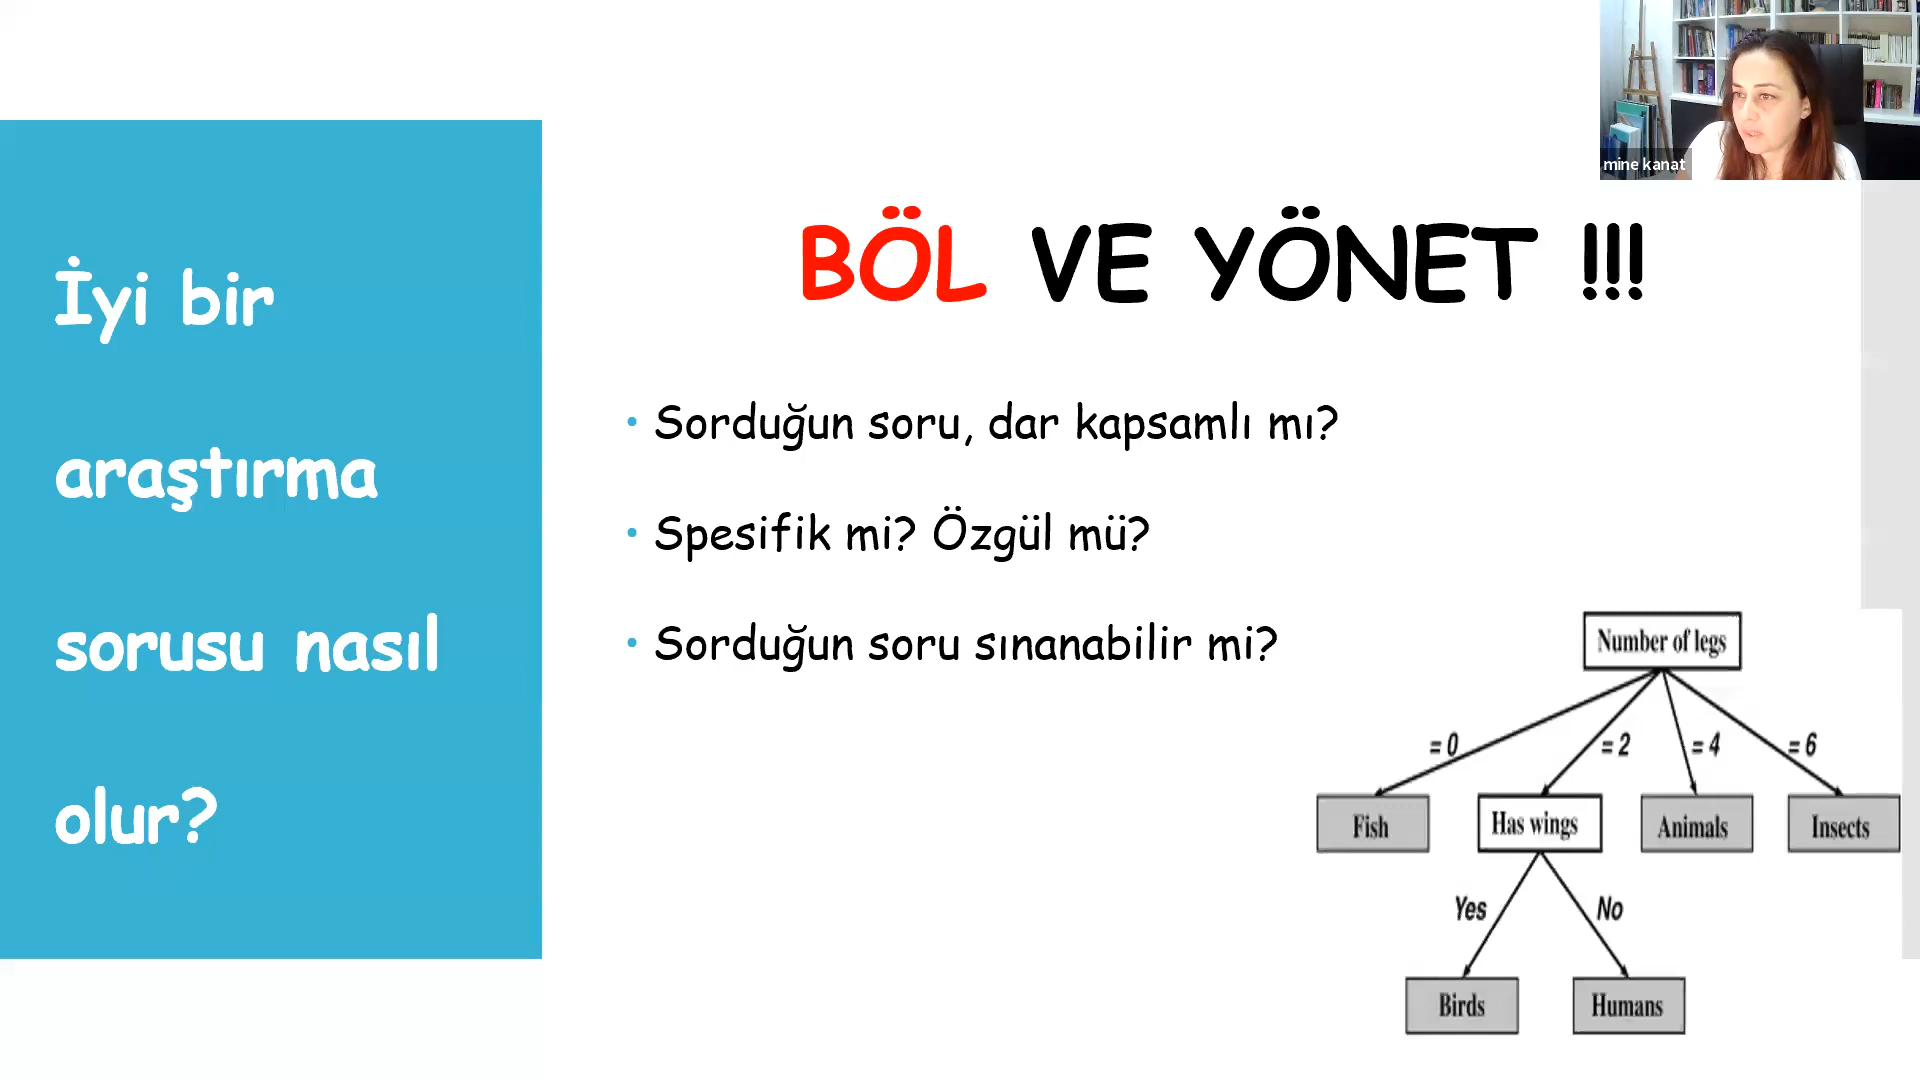 mine kanat
İyi bir
araştırma
sorusu nasıl
olur?
BÖL VE YÖNET !!!
• Sorduğun soru, dar kapsamlı mı?
• Spesifik mi? Özgül mü?
• Sorduğun soru sınanabilir mi?
Number of legs
= 0 = 2 = 4 = 6
Fish Has wings Animals Insects
Yes No
Birds Humans